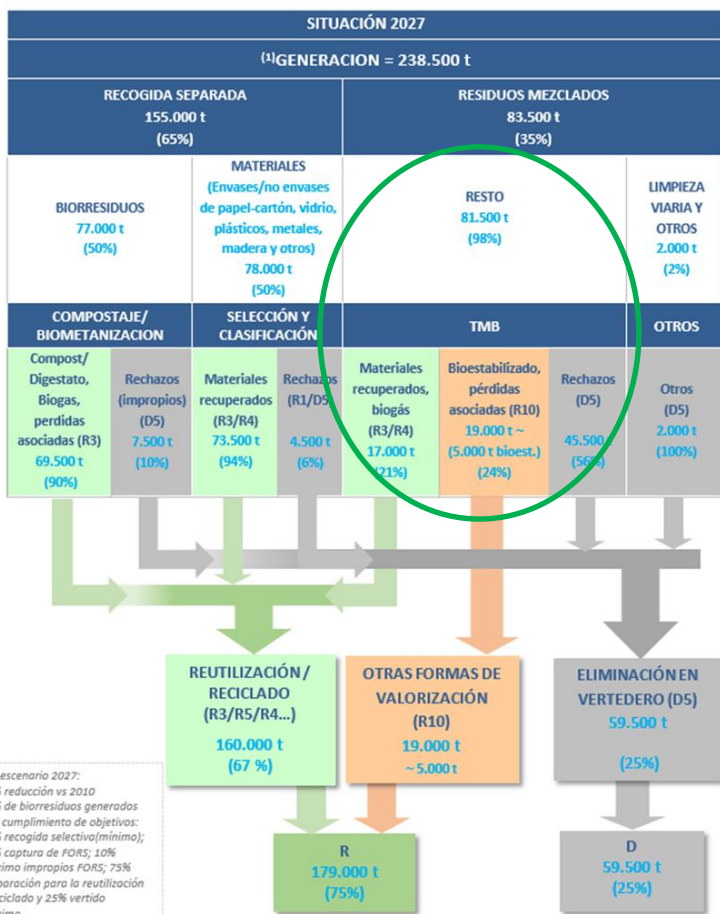 SITUACIÓN 2027
(1)GENERACION = 238.500 t
RECOGIDA SEPARADA
155.000 t
(65%)
RESIDUOS MEZCLADOS
83.500 t
(35%)
BIORRESIDUOS
77.000 t
(50%)
MATERIALES
(Envases/no envases
de papel-cartón, vidrio,
plásticos, metales,
madera y otros)
78.000 t
(50%)
RESTO
81.500 t
(98%)
LIMPIEZA
VIARIA Y
OTROS
2.000 t
(2%)
COMPOSTAJE/
BIOMETANIZACION
SELECCIÓN Y
CLASIFICACIÓN
TMB
OTROS
Compost/
Digestato,
Biogas,
perdidas
asociadas (R3)
69.500 t
(90%)
Rechazos
(impropios)
(D5)
7.500 t
(10%)
Materiales
recuperados
(R3/R4)
73.500 t
(94%)
Rechazos
(R1/D5
4.500 t
(6%)
Materiales
recuperados,
biogás
(R3/R4)
17.000 t
(21%)
Bioestabilizado,
pérdidas
asociadas (R10)
19.000 t ~
(5.000 t bioest.)
(24%)
Rechazos
(D5)
45.500 t
(56%)
Otros
(D5)
2.000 t
(100%)
REUTILIZACIÓN /
RECICLADO
(R3/R5/R4...)
160.000 t
(67 %)
OTRAS FORMAS DE
VALORIZACIÓN
(R10)
19.000 t
~ 5.000 t
ELIMINACIÓN EN
VERTEDERO (D5)
59.500 t
(25%)
escenario 2027:
% reducción vs 2010
% de biorresiduos generados
cumplimiento de objetivos:
% recogida selectiva(mínimo);
% captura de FORS; 10%
ximo impropios FORS; 75%
paración para la reutilización
ciclado y 25% vertido
R
179.000 t
(75%)
D
59.500 t
(25%)